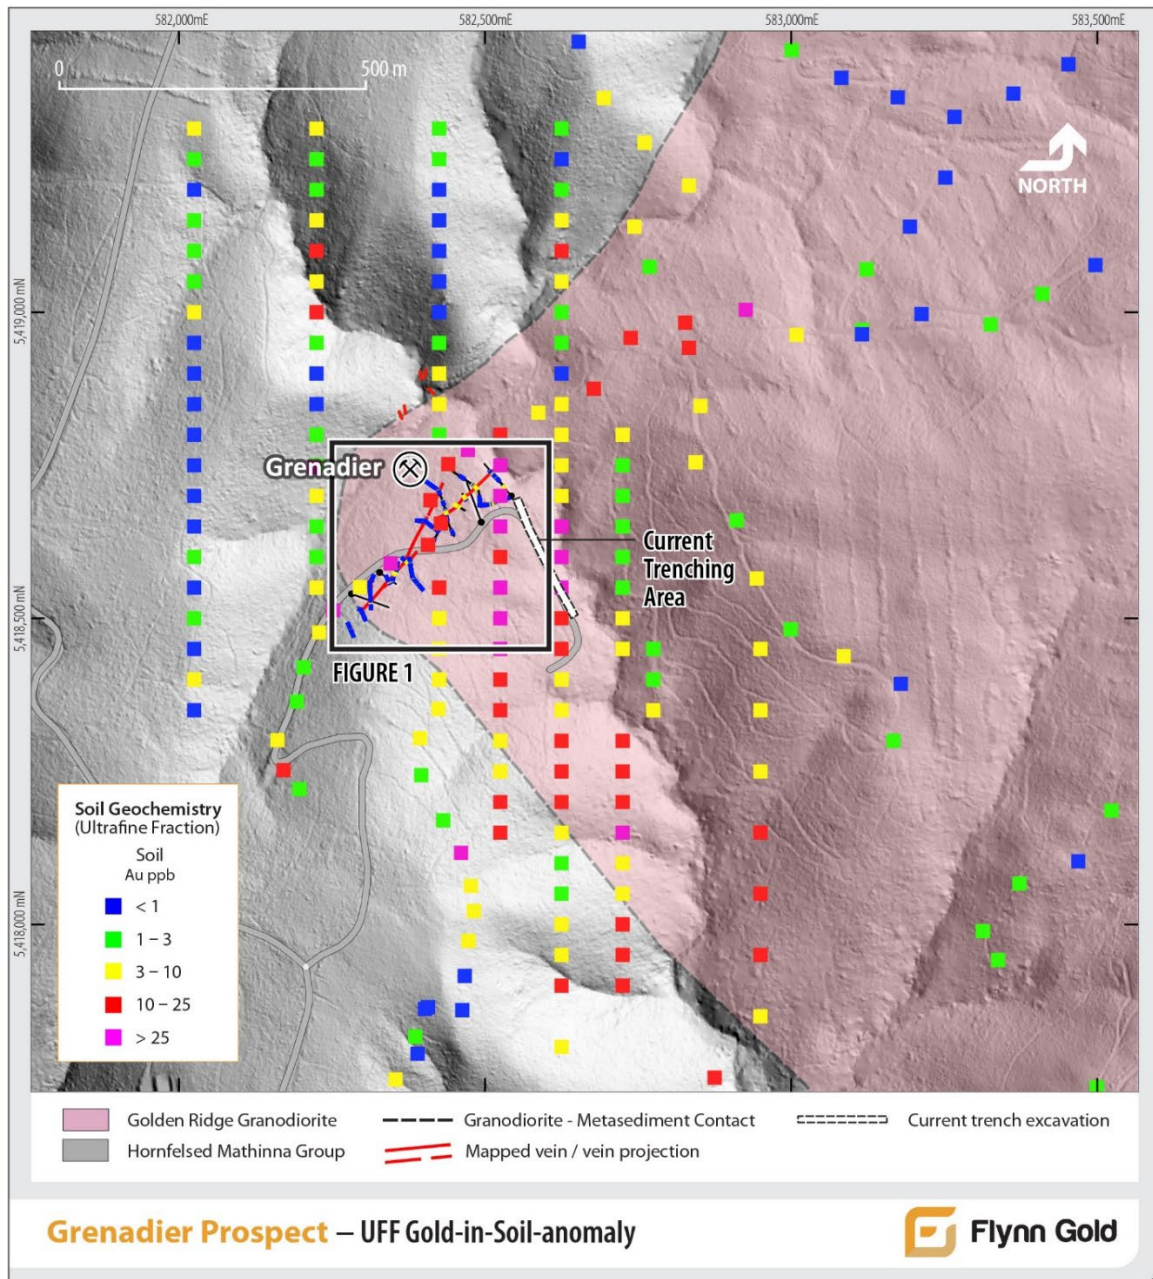 582,000mE
582,500mE
583,000mE
583,500mE
0
500 m
NORTH
5,419,000 mN
Grenadier
Current
Trenching
Area
5,418,500 mN
FIGURE 1
Soil Geochemistry
(Ultrafine Fraction)
Soil
Au ppb
< 1
1 – 3
3 – 10
10 – 25
> 25
5,418,000 mN
Golden Ridge Granodiorite
Granodiorite - Metasediment Contact
Current trench excavation
Hornfelsed Mathinna Group
Mapped vein / vein projection
Grenadier Prospect – UFF Gold-in-Soil-anomaly
Flynn Gold